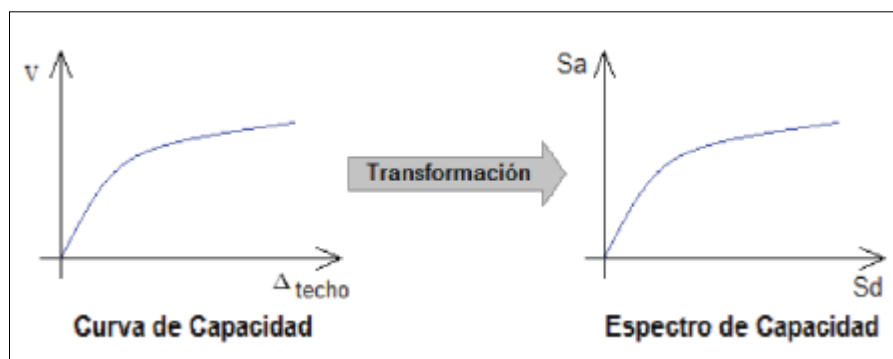 V
Δ techo
Curva de Capacidad
Transformación
Sa
Sd
Espectro de Capacidad